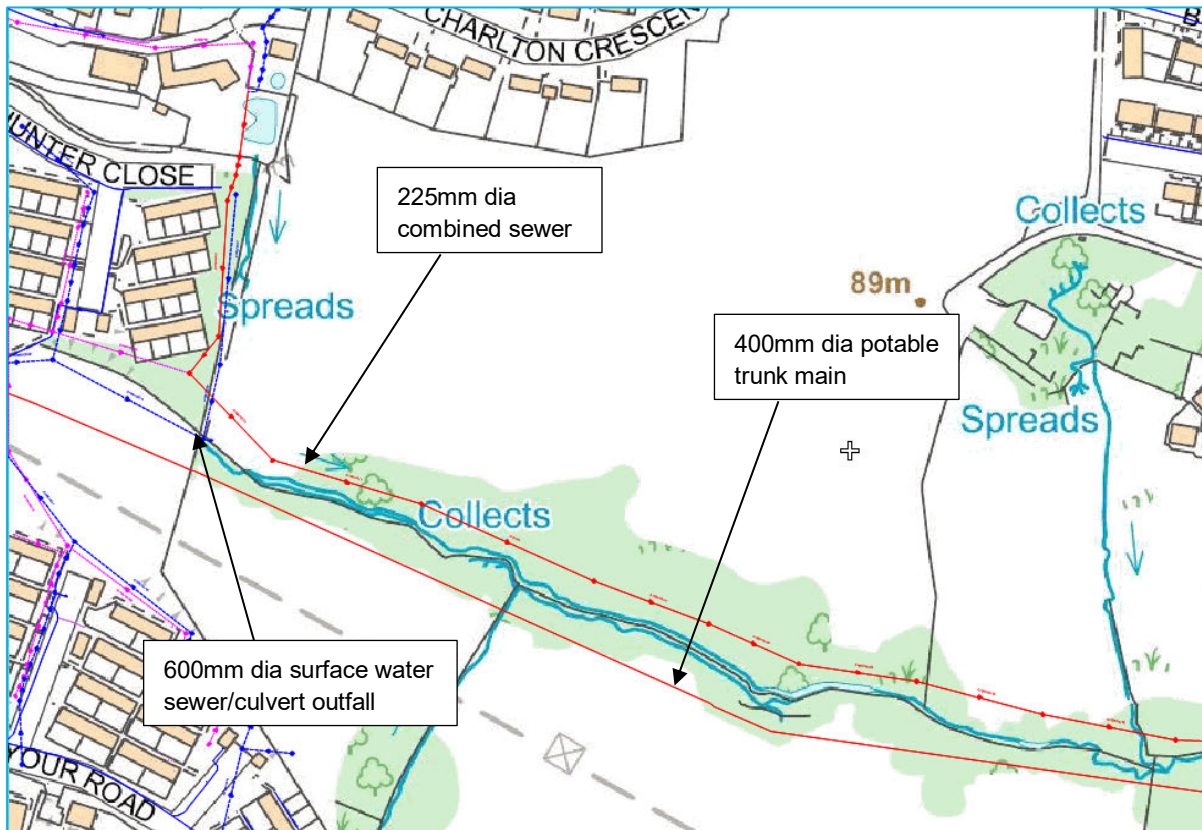 CHARLTON CRESCEN
B
UNTER CLOSE
225mm dia
combined sewer
Collects
89m
Spreads
400mm dia potable
trunk main
Spreads
Collects
600mm dia surface water
sewer/culvert outfall
YOUR ROAD